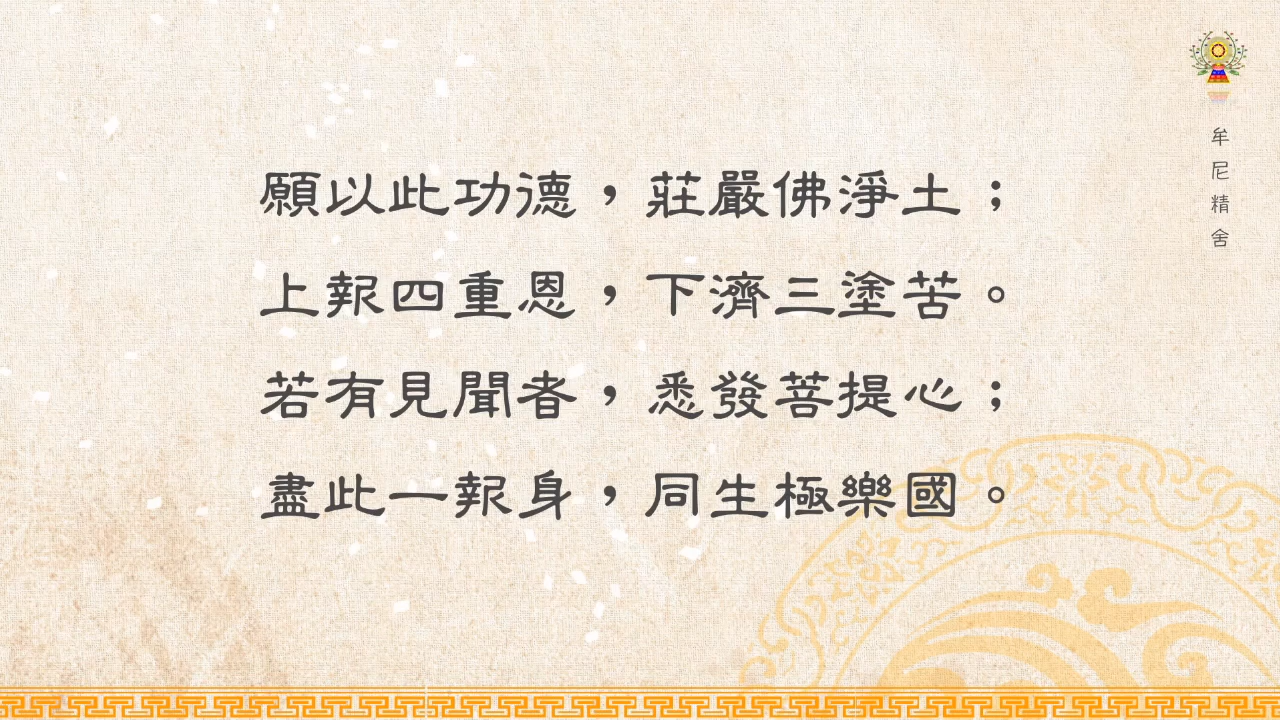 願以此功德，莊嚴佛淨土；
上報四重恩，下濟三塗苦。
若有見聞者，悉發菩提心；
盡此一報身，同生極樂國。
牟尼精舍